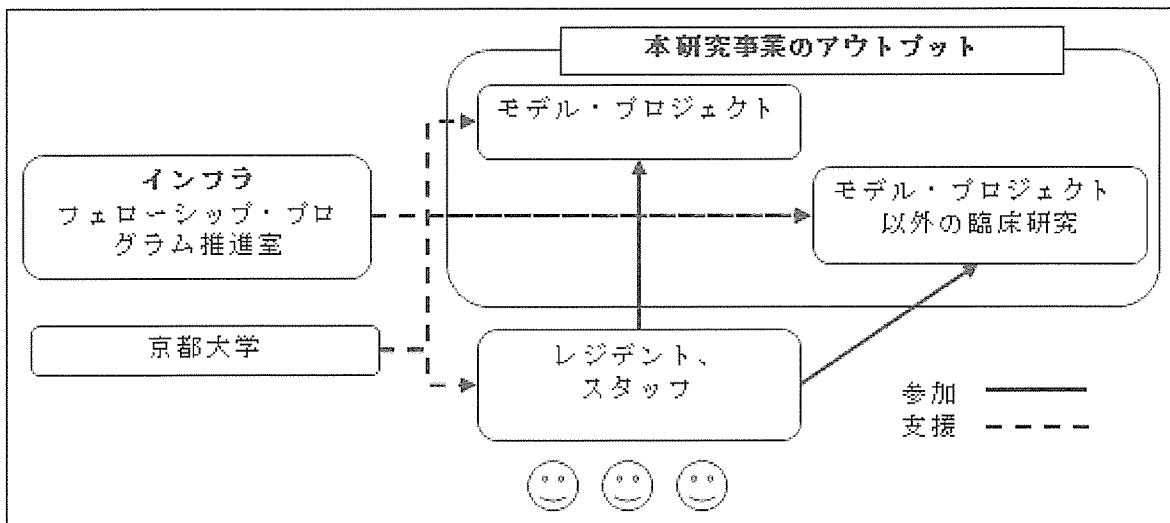 本研究事業のアウトプット
モデル・プロジェクト
インフラ
フェローシップ・プロ
グラム推進室
モデル・プロジェクト
以外の臨床研究
京都大学
レジデント、
スタッフ
参加
支援